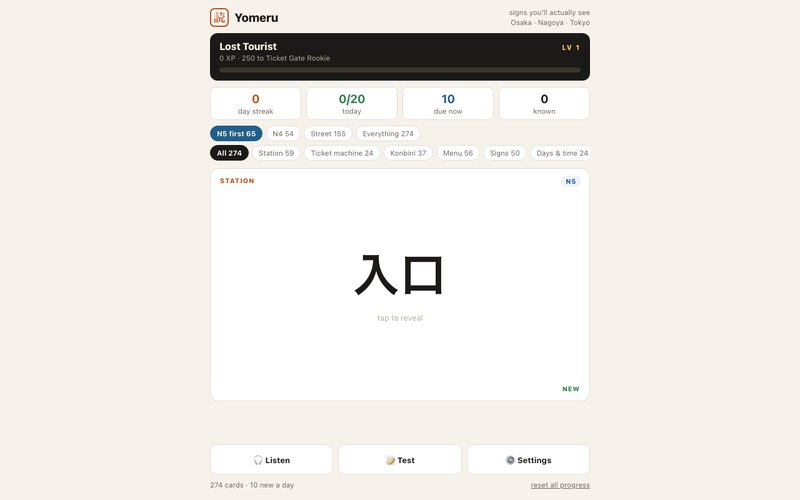 読 Yomeru
signs you'll actually see
Osaka · Nagoya · Tokyo
Lost Tourist
LV 1
0 XP · 250 to Ticket Gate Rookie
0
day streak
0/20
today
10
due now
0
known
N5 first 65
N4 54
Street 155
Everything 274
All 274
Station 59
Ticket machine 24
Konbini 37
Menu 56
Signs 50
Days & time 24
STATION
N5
入口
tap to reveal
NEW
🎧 Listen
📝 Test
⚙️ Settings
274 cards · 10 new a day
reset all progress